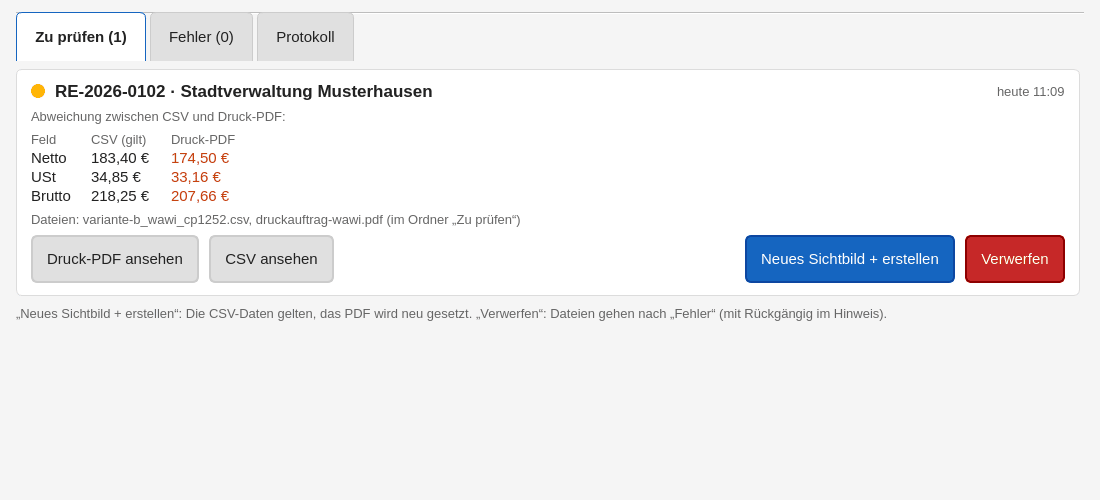 Zu prüfen (1) Fehler (0) Protokoll
RE-2026-0102 · Stadtverwaltung Musterhausen heute 11:09
Abweichung zwischen CSV und Druck-PDF:
Feld CSV (gilt) Druck-PDF
Netto 183,40 € 174,50 €
USt 34,85 € 33,16 €
Brutto 218,25 € 207,66 €
Dateien: variante-b_wawi_cp1252.csv, druckauftrag-wawi.pdf (im Ordner „Zu prüfen“)
Druck-PDF ansehen CSV ansehen Neues Sichtbild + erstellen Verwerfen
„Neues Sichtbild + erstellen“: Die CSV-Daten gelten, das PDF wird neu gesetzt. „Verwerfen“: Dateien gehen nach „Fehler“ (mit Rückgängig im Hinweis).